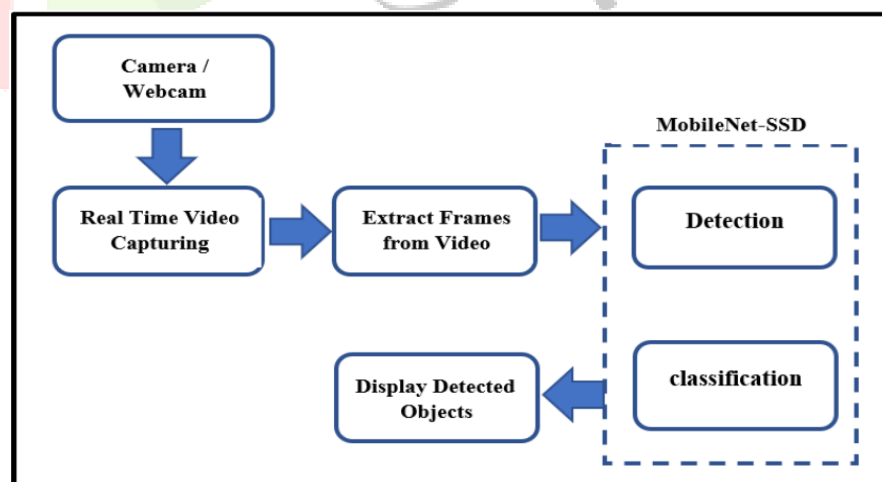 Camera /
Webcam
MobileNet-SSD
Real Time Video
Capturing
Extract Frames
from Video
Detection
Display Detected
Objects
classification